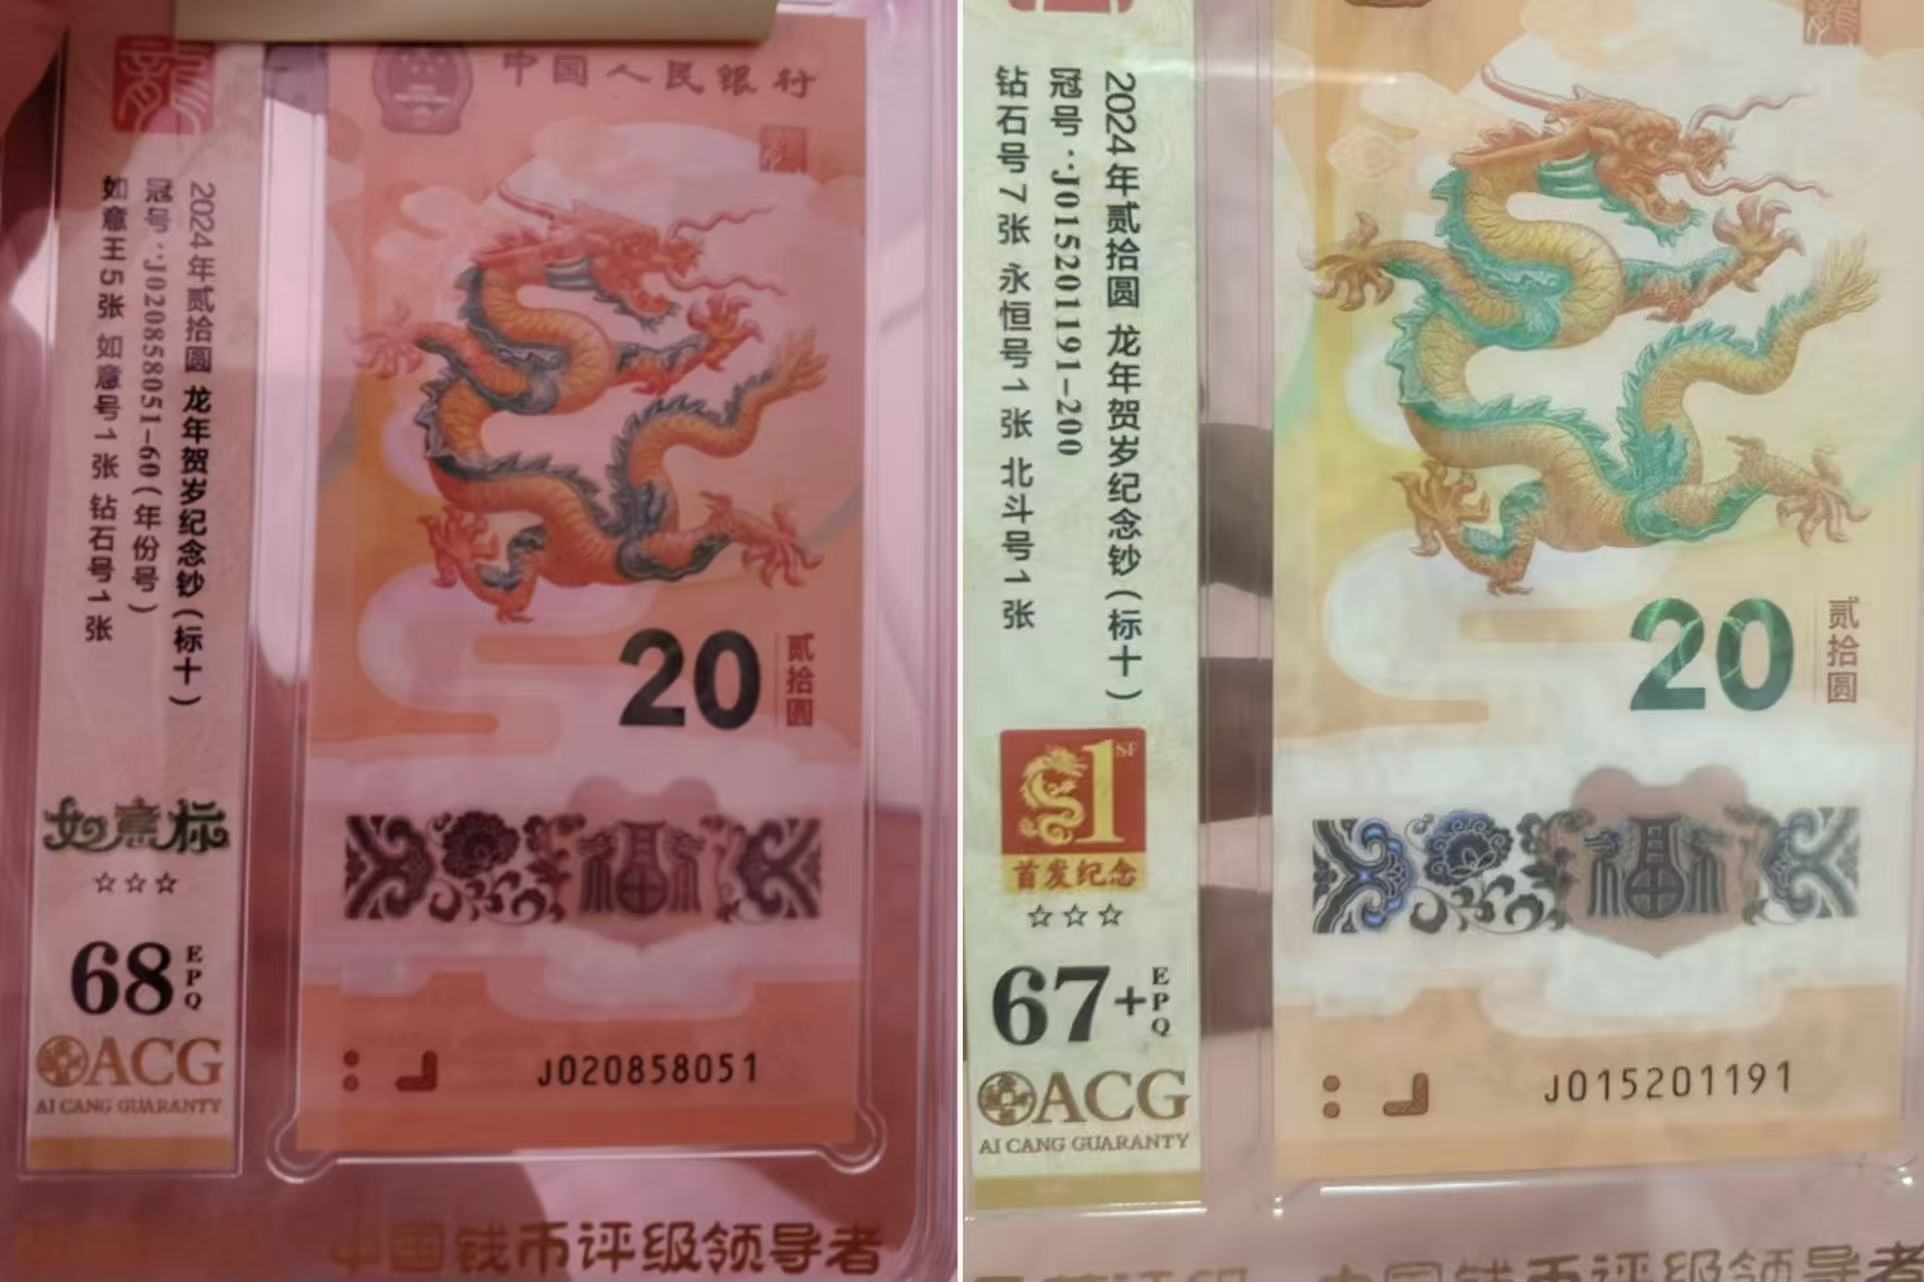 2024年贰拾圆 龙年贺岁纪念钞(标十)
冠号:J020858051-60(年份号)
如意王5张 如意号1张 钻石号1张
如意标
☆☆☆
68
EPQ
ACG
AI CANG GUARANTY
中国人民银行
20
贰拾圆
福
J020858051
中国钱币评级领导者
2024年贰拾圆 龙年贺岁纪念钞(标十)
冠号:J015201191-200
钻石号7张 永恒号1张 北斗号1张
1
SF
首发纪念
☆☆☆
67+
EPQ
ACG
AI CANG GUARANTY
20
贰拾圆
福
J015201191
中国钱币评级领导者